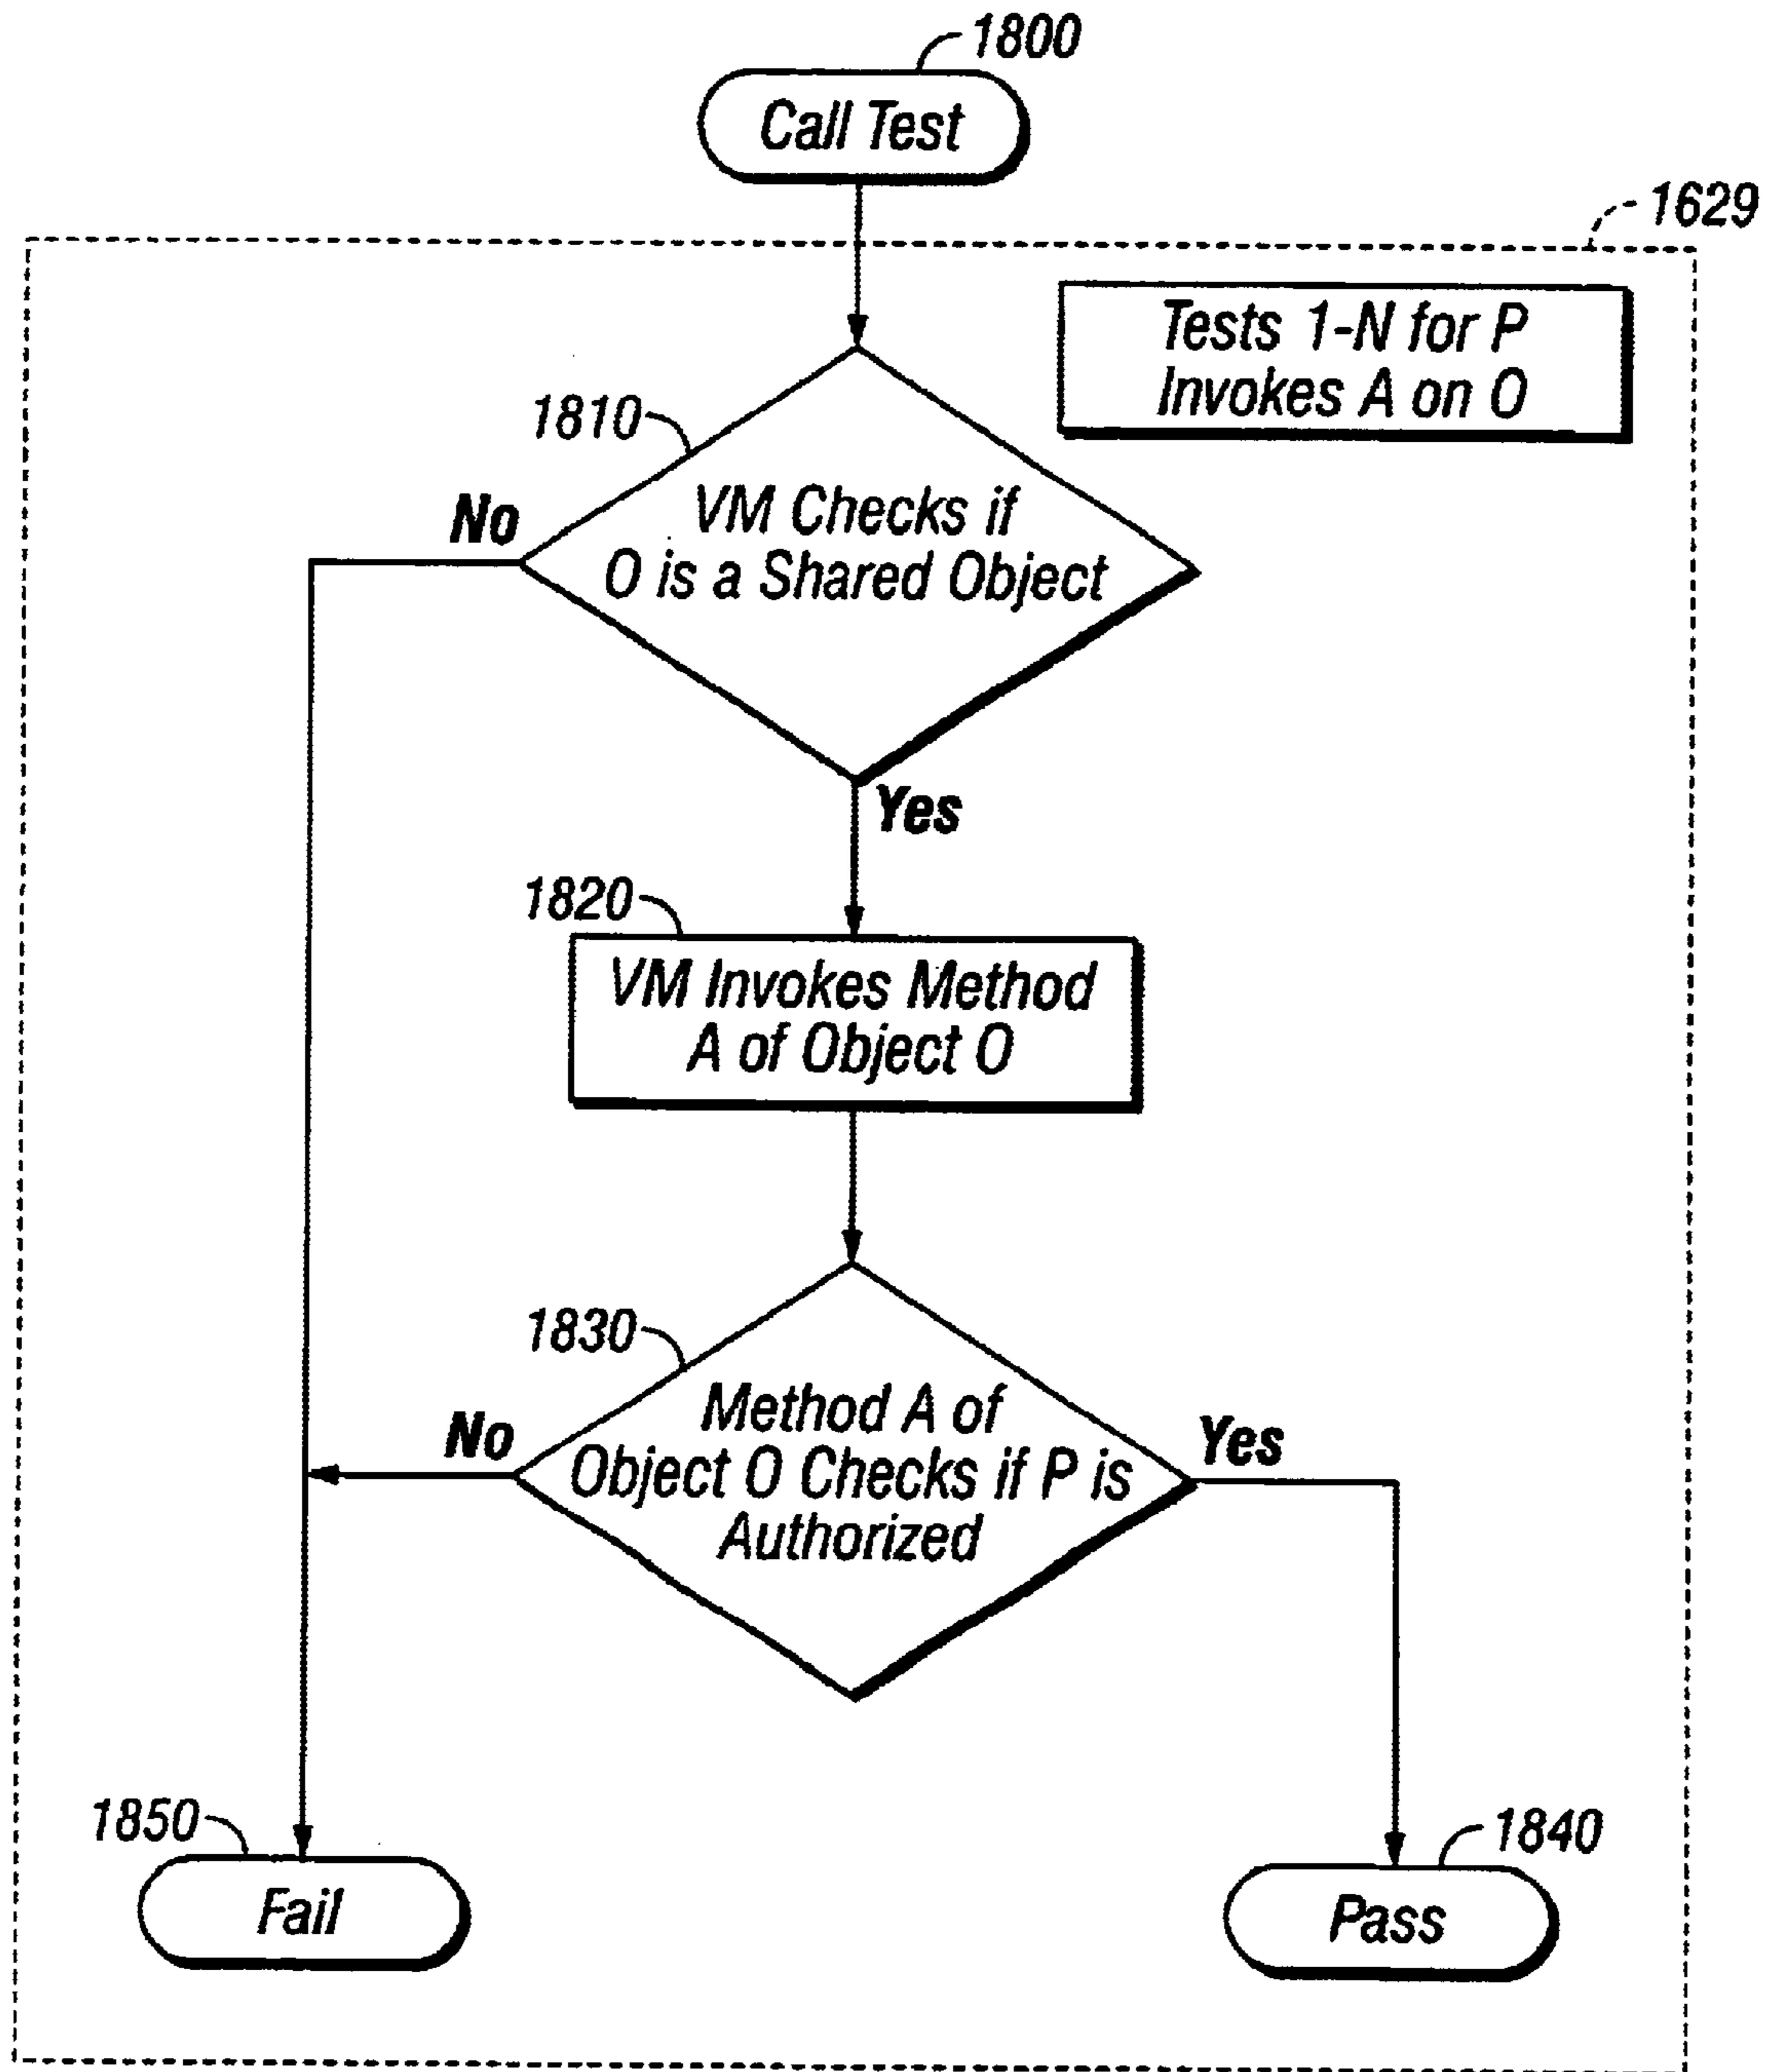 1800
Call Test
1629
Tests 1-N for P
Invokes A on O
1810
No
VM Checks if
O is a Shared Object
Yes
1820
VM Invokes Method
A of Object O
1830
No
Method A of
Object O Checks if P is
Authorized
Yes
1850
Fail
1840
Pass